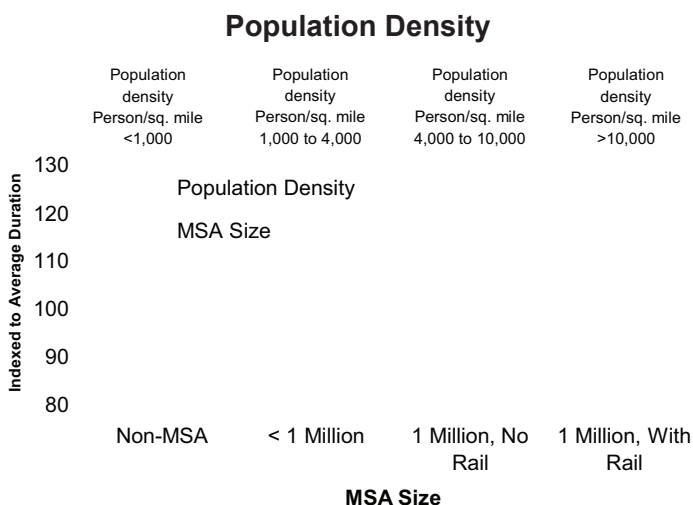 Population Density
Population
density
Person/sq. mile
<1,000
Population
density
Person/sq. mile
1,000 to 4,000
Population
density
Person/sq. mile
4,000 to 10,000
Population
density
Person/sq. mile
>10,000
Indexed to Average Duration
130
120
110
100
90
80
Population Density
MSA Size
Non-MSA
< 1 Million
1 Million, No
Rail
1 Million, With
Rail
MSA Size